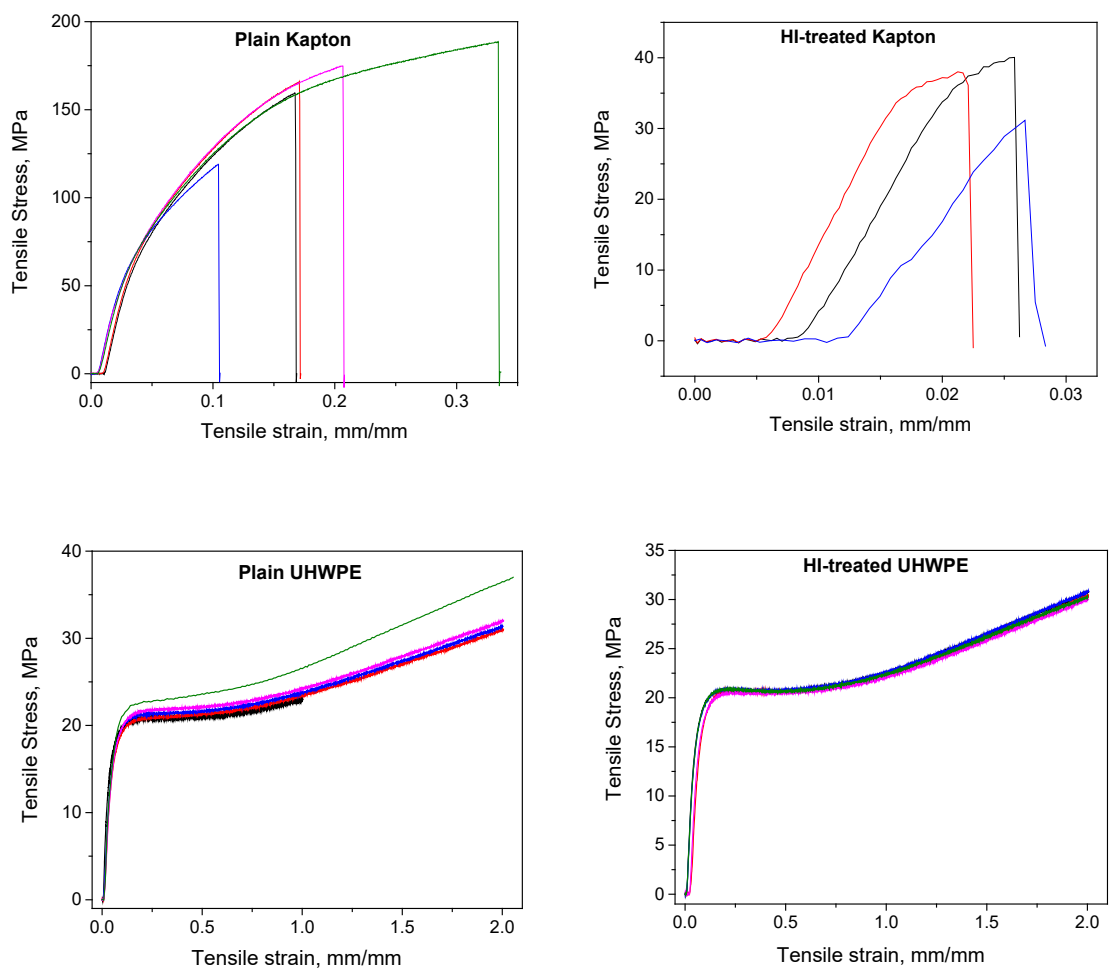 Plain Kapton
200
150
100
50
0
Tensile Stress, MPa
0.0 0.1 0.2 0.3
Tensile strain, mm/mm
HI-treated Kapton
40
30
20
10
0
Tensile Stress, MPa
0.00 0.01 0.02 0.03
Tensile strain, mm/mm
Plain UHWPE
40
30
20
10
0
Tensile Stress, MPa
0.0 0.5 1.0 1.5 2.0
Tensile strain, mm/mm
HI-treated UHWPE
35
30
25
20
15
10
5
0
Tensile Stress, MPa
0.0 0.5 1.0 1.5 2.0
Tensile strain, mm/mm